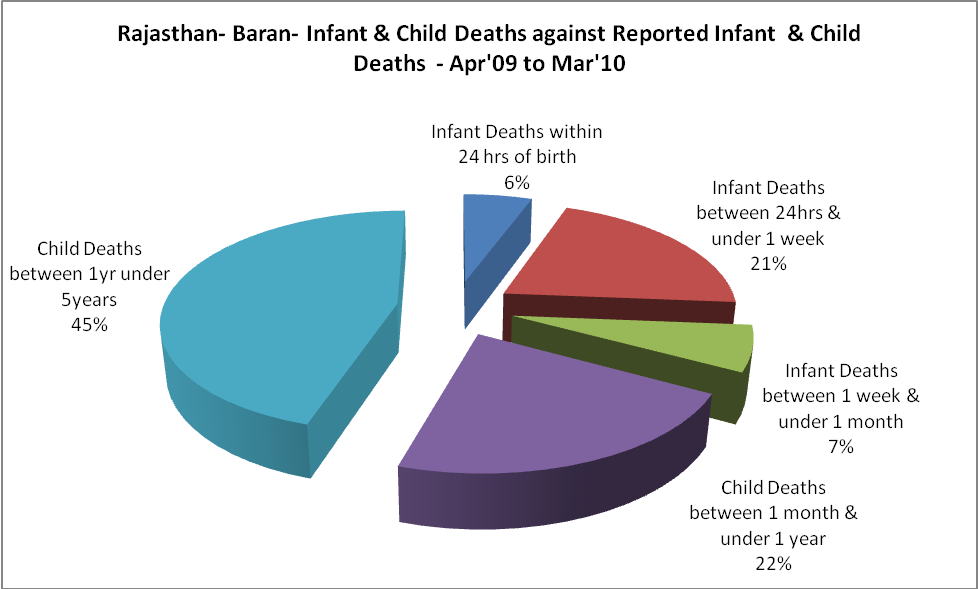 Rajasthan- Baran- Infant & Child Deaths against Reported Infant & Child
Deaths - Apr'09 to Mar'10
Infant Deaths within
24 hrs of birth
6%
Infant Deaths
between 24hrs &
under 1 week
21%
Infant Deaths
between 1 week &
under 1 month
7%
Child Deaths
between 1 month &
under 1 year
22%
Child Deaths
between 1yr under
5years
45%